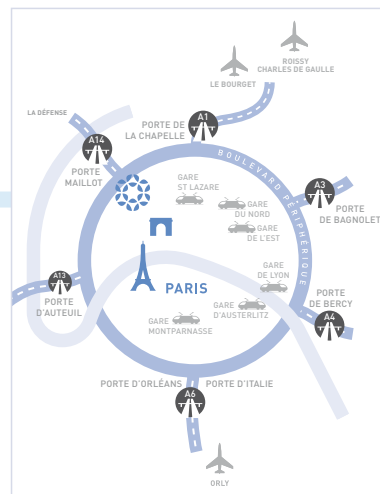 ROISSY
CHARLES DE GAULLE
LE BOURGET
LA DÉFENSE
A1
PORTE DE
LA CHAPELLE
A14
PORTE
MAILLOT
BOULEVARD PÉRIPHÉRIQUE
GARE
ST LAZARE
A3
PORTE
DE BAGNOLET
GARE
DU NORD
GARE
DE L'EST
GARE
DE LYON
A13
PORTE
D'AUTEUIL
PARIS
PORTE
DE BERCY
A4
GARE
D'AUSTERLITZ
GARE
MONTPARNASSE
PORTE D'ORLÉANS
PORTE D'ITALIE
A6
ORLY